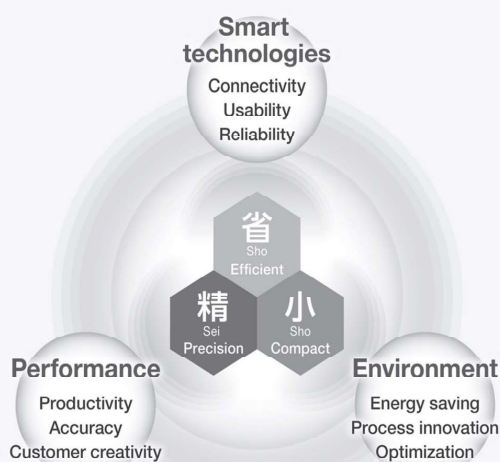 Smart
technologies
Connectivity
Usability
Reliability
省
Sho
Efficient
精
Sei
Precision
小
Sho
Compact
Performance
Productivity
Accuracy
Customer creativity
Environment
Energy saving
Process innovation
Optimization